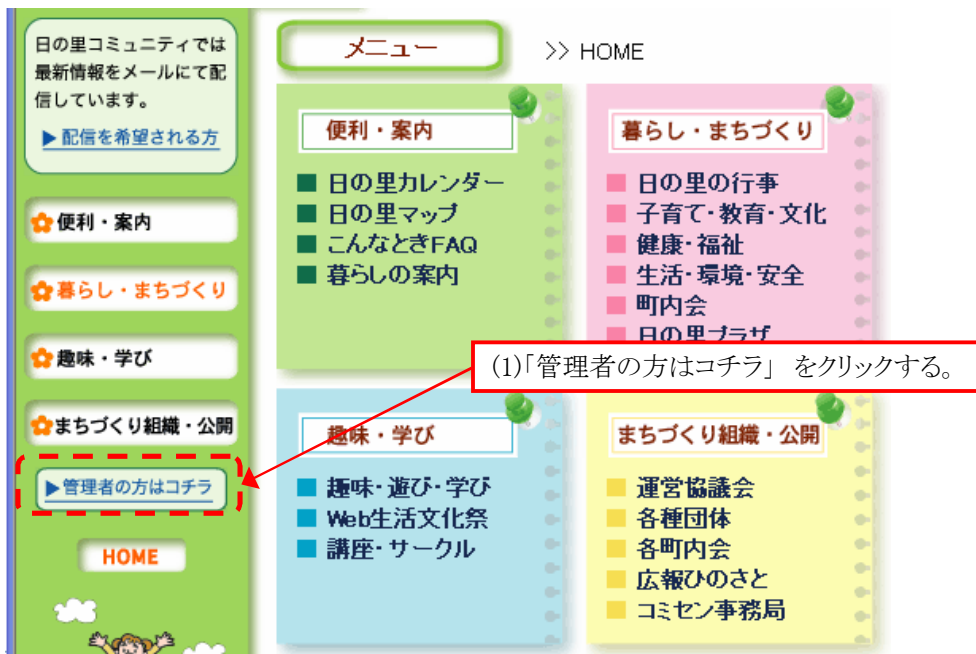 日の里コミュニティでは
最新情報をメールにて配
信しています。
▶配信を希望される方
便利・案内
暮らし・まちづくり
趣味・学び
まちづくり組織・公開
▶管理者の方はコチラ
HOME
メニュー
>> HOME
便利・案内
日の里カレンダー
日の里マップ
こんなときFAQ
暮らしの案内
暮らし・まちづくり
日の里の行事
子育て・教育・文化
健康・福祉
生活・環境・安全
町内会
日の里プラザ
(1)「管理者の方はコチラ」 をクリックする。
趣味・学び
趣味・遊び・学び
Web生活文化祭
講座・サークル
まちづくり組織・公開
運営協議会
各種団体
各町内会
広報ひのさと
コミセン事務局